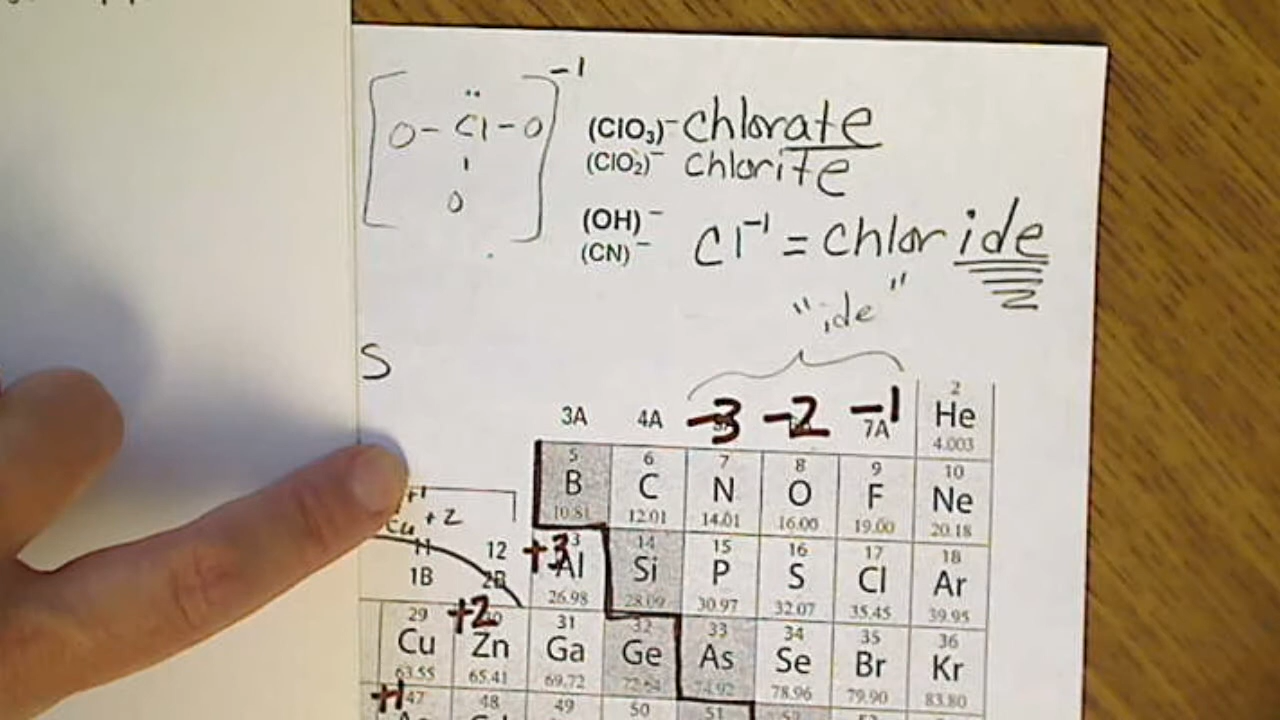 -1
O - Cl - O
O
(ClO₃)⁻ chlorate
(ClO₂)⁻ chlorite
(OH)⁻
(CN)⁻ Cl⁻¹ = chloride
"ide"
S
3A 4A -3 -2 -1 7A
2 He 4.003
5 B 10.81 6 C 12.01 7 N 14.01 8 O 16.00 9 F 19.00 10 Ne 20.18
+1
Cu +2
11 12
1B 2B
+3 13 Al 26.98 14 Si 28.09 15 P 30.97 16 S 32.07 17 Cl 35.45 18 Ar 39.95
29 Cu 63.55 +2 30 Zn 65.41 31 Ga 69.72 32 Ge 72.64 33 As 74.92 34 Se 78.96 35 Br 79.90 36 Kr 83.80
+1 47 48 49 50 51 52